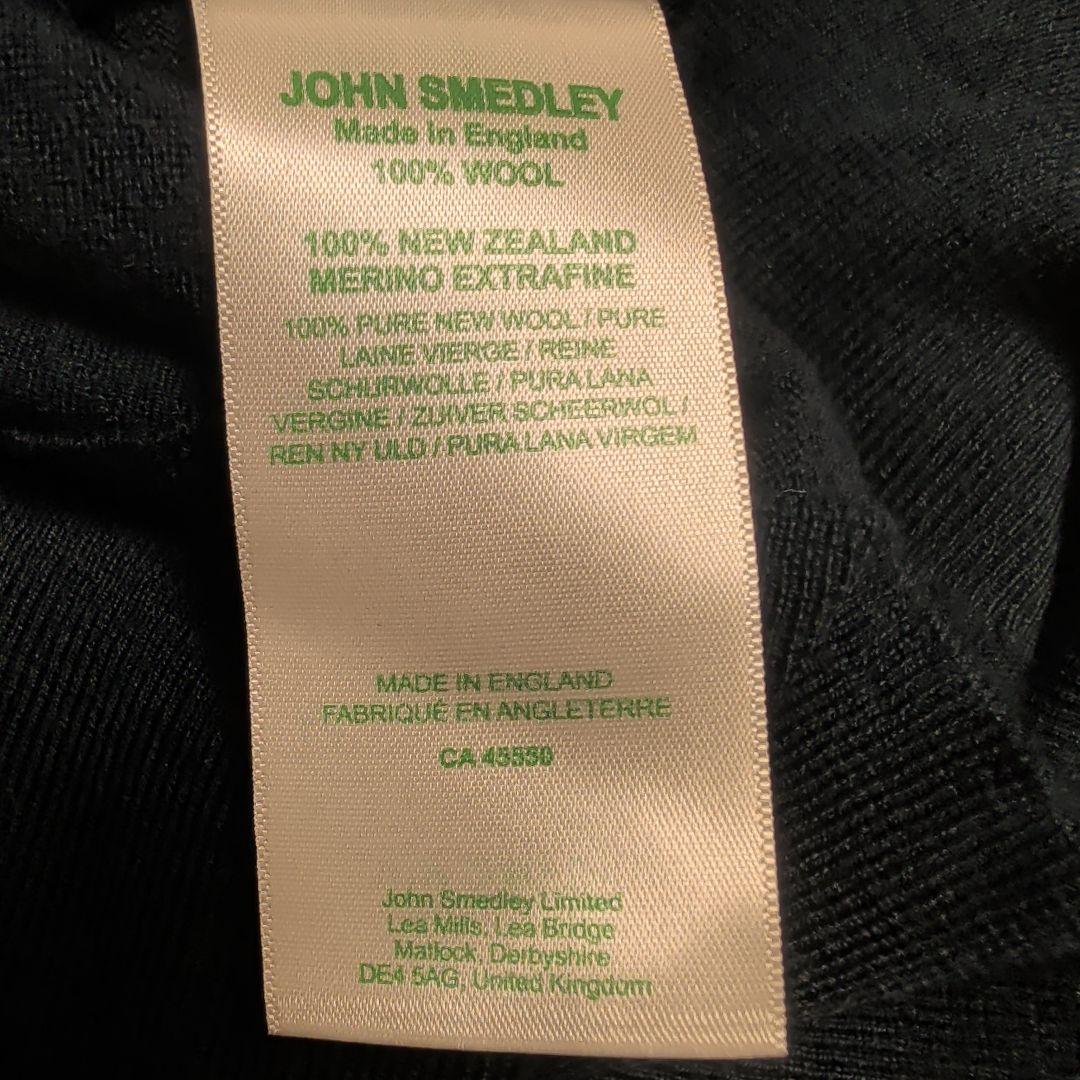 JOHN SMEDLEY
Made in England
100% WOOL
100% NEW ZEALAND
MERINO EXTRAFINE
100% PURE NEW WOOL / PURE
LAINE VIERGE / REINE
SCHURWOLLE / PURA LANA
VERGINE / ZUIVER SCHEERWOL /
REN NY ULD / PURA LANA VIRGEM
MADE IN ENGLAND
FABRIQUÉ EN ANGLETERRE
CA 45550
John Smedley Limited
Lea Mills, Lea Bridge
Matlock, Derbyshire
DE4 5AG, United Kingdom